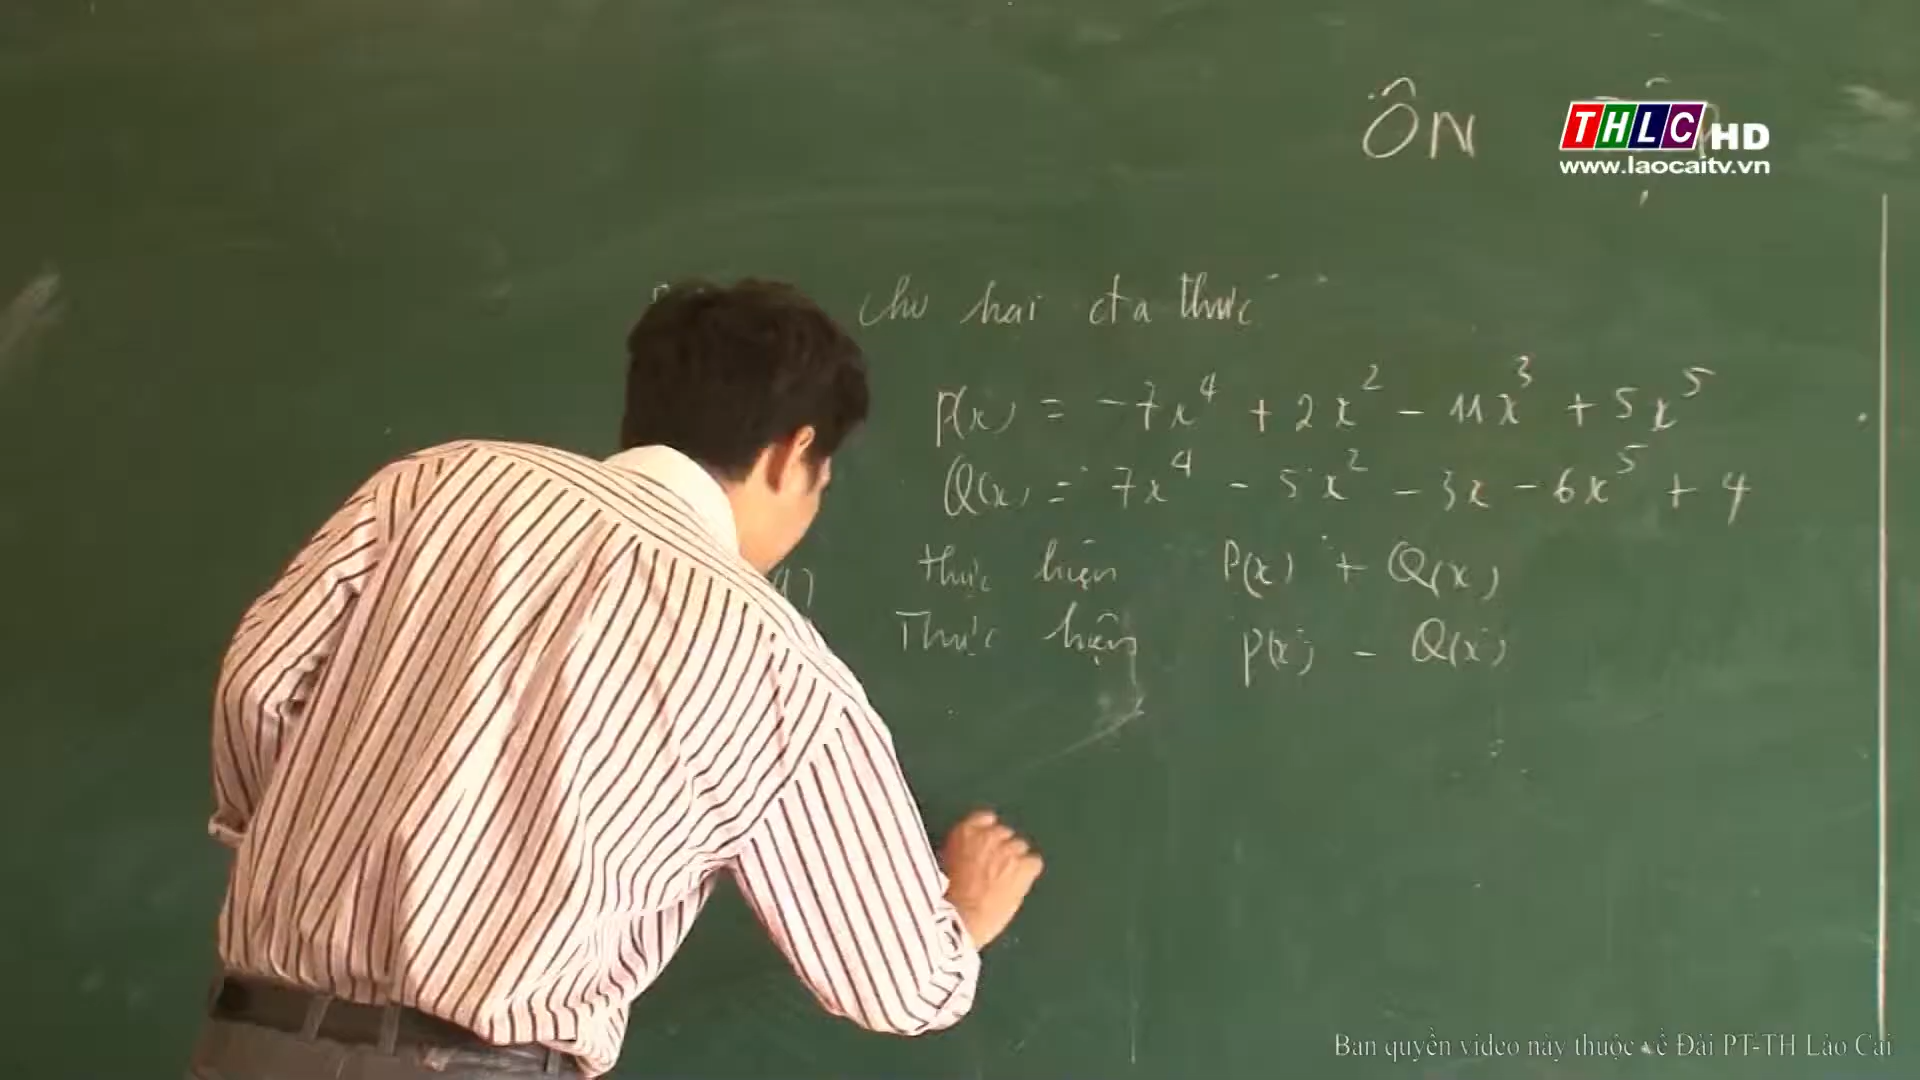 Ôn
THLC HD
www.laocaitv.vn
cho hai đa thức
P(x) = -7x⁴ + 2x² - 11x³ + 5x⁵
Q(x) = 7x⁴ - 5x² - 3x - 6x⁵ + 4
thực hiện P(x) + Q(x)
Thực hiện P(x) - Q(x)
Bản quyền video này thuộc về Đài PT-TH Lào Cai